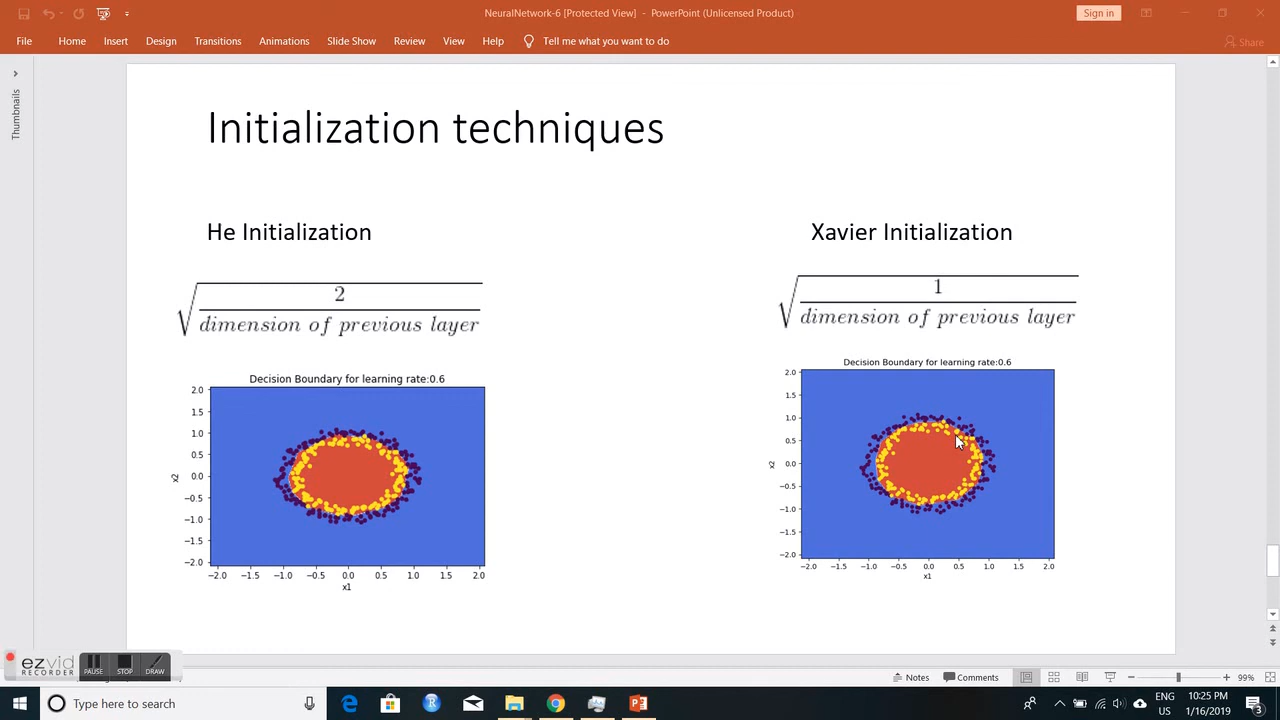 NeuralNetwork-6 [Protected View] - PowerPoint (Unlicensed Product)
Sign in
File Home Insert Design Transitions Animations Slide Show Review View Help Tell me what you want to do
Share
Thumbnails
Initialization techniques
He Initialization
2
dimension of previous layer
Decision Boundary for learning rate:0.6
2.0
1.5
1.0
0.5
0.0
−0.5
−1.0
−1.5
−2.0
x2
−2.0 −1.5 −1.0 −0.5 0.0 0.5 1.0 1.5 2.0
x1
Xavier Initialization
1
dimension of previous layer
Decision Boundary for learning rate:0.6
2.0
1.5
1.0
0.5
0.0
−0.5
−1.0
−1.5
−2.0
x2
−2.0 −1.5 −1.0 −0.5 0.0 0.5 1.0 1.5 2.0
x1
ezvid
RECORDER
PAUSE STOP DRAW
Notes Comments 99%
Type here to search
ENG
US
10:25 PM
1/16/2019
3